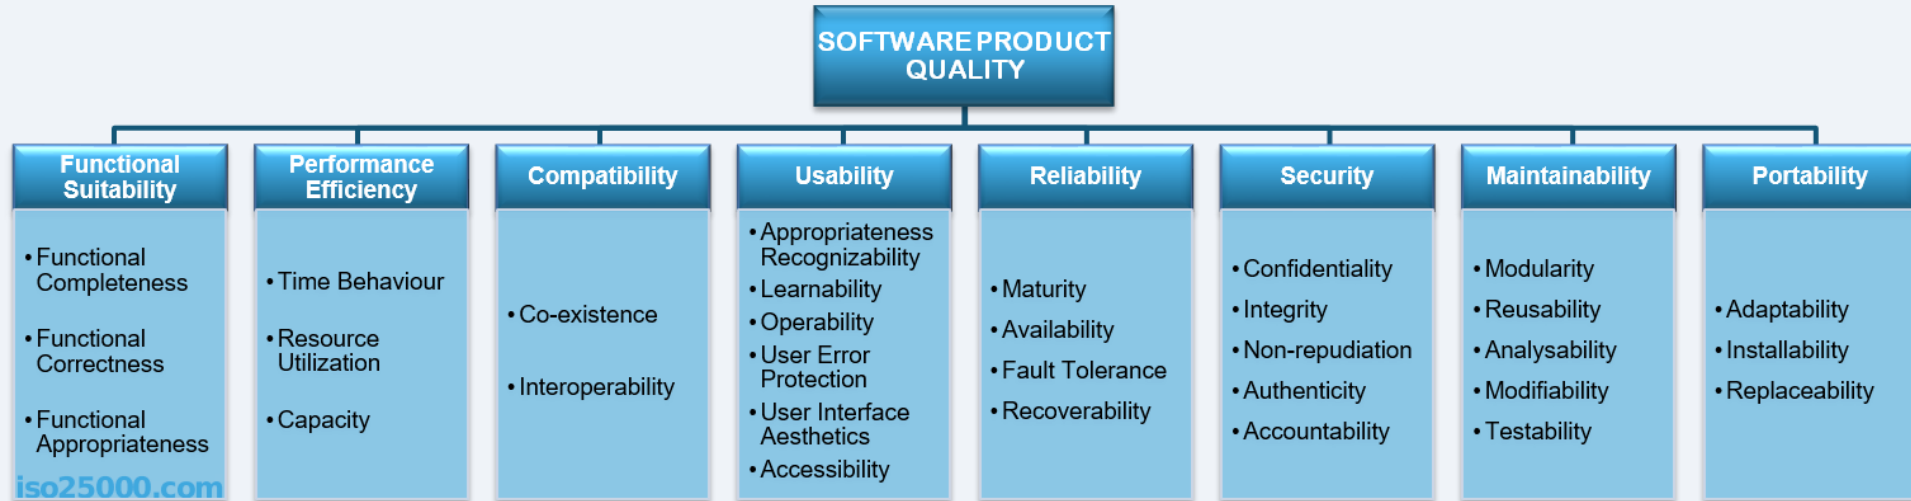 SOFTWARE PRODUCT
QUALITY
Functional
Suitability
• Functional
Completeness
• Functional
Correctness
• Functional
Appropriateness
iso25000.com
Performance
Efficiency
• Time Behaviour
• Resource
Utilization
• Capacity
Compatibility
• Co-existence
• Interoperability
Usability
• Appropriateness
Recognizability
• Learnability
• Operability
• User Error
Protection
• User Interface
Aesthetics
• Accessibility
Reliability
• Maturity
• Availability
• Fault Tolerance
• Recoverability
Security
• Confidentiality
• Integrity
• Non-repudiation
• Authenticity
• Accountability
Maintainability
• Modularity
• Reusability
• Analysability
• Modifiability
• Testability
Portability
• Adaptability
• Installability
• Replaceability